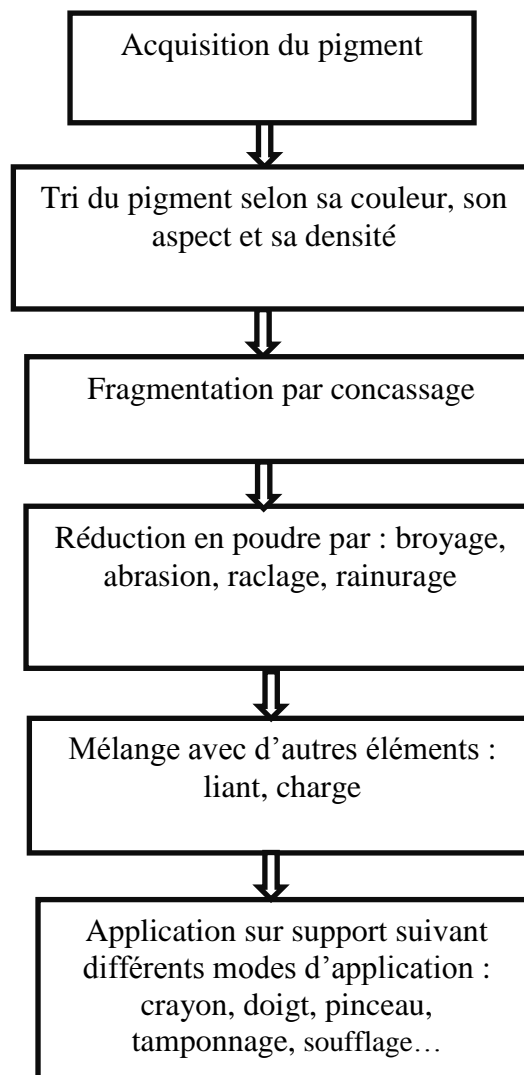 Acquisition du pigment
Tri du pigment selon sa couleur, son
aspect et sa densité
Fragmentation par concassage
Réduction en poudre par : broyage,
abrasion, raclage, rainurage
Mélange avec d’autres éléments :
liant, charge
Application sur support suivant
différents modes d’application :
crayon, doigt, pinceau,
tamponnage, soufflage…